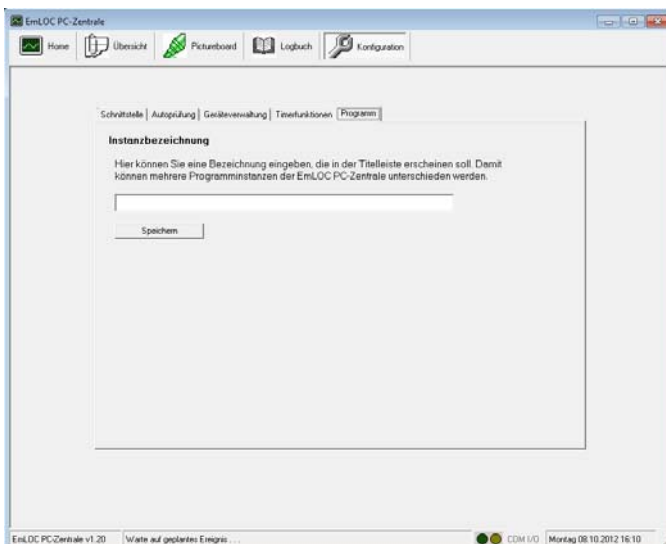 EmLOC PC-Zentrale
Home Übersicht Pictureboard Logbuch Konfiguration
Schnittstelle Autoprüfung Geräteverwaltung Timerfunktionen Programm
Instanzbezeichnung
Hier können Sie eine Bezeichnung eingeben, die in der Titelleiste erscheinen soll. Damit
können mehrere Programminstanzen der EmLOC PC-Zentrale unterschieden werden.
Speichern
EmLOC PC-Zentrale v1.20 Warte auf geplantes Ereignis . . . COM I/O Montag 08.10.2012 16:10